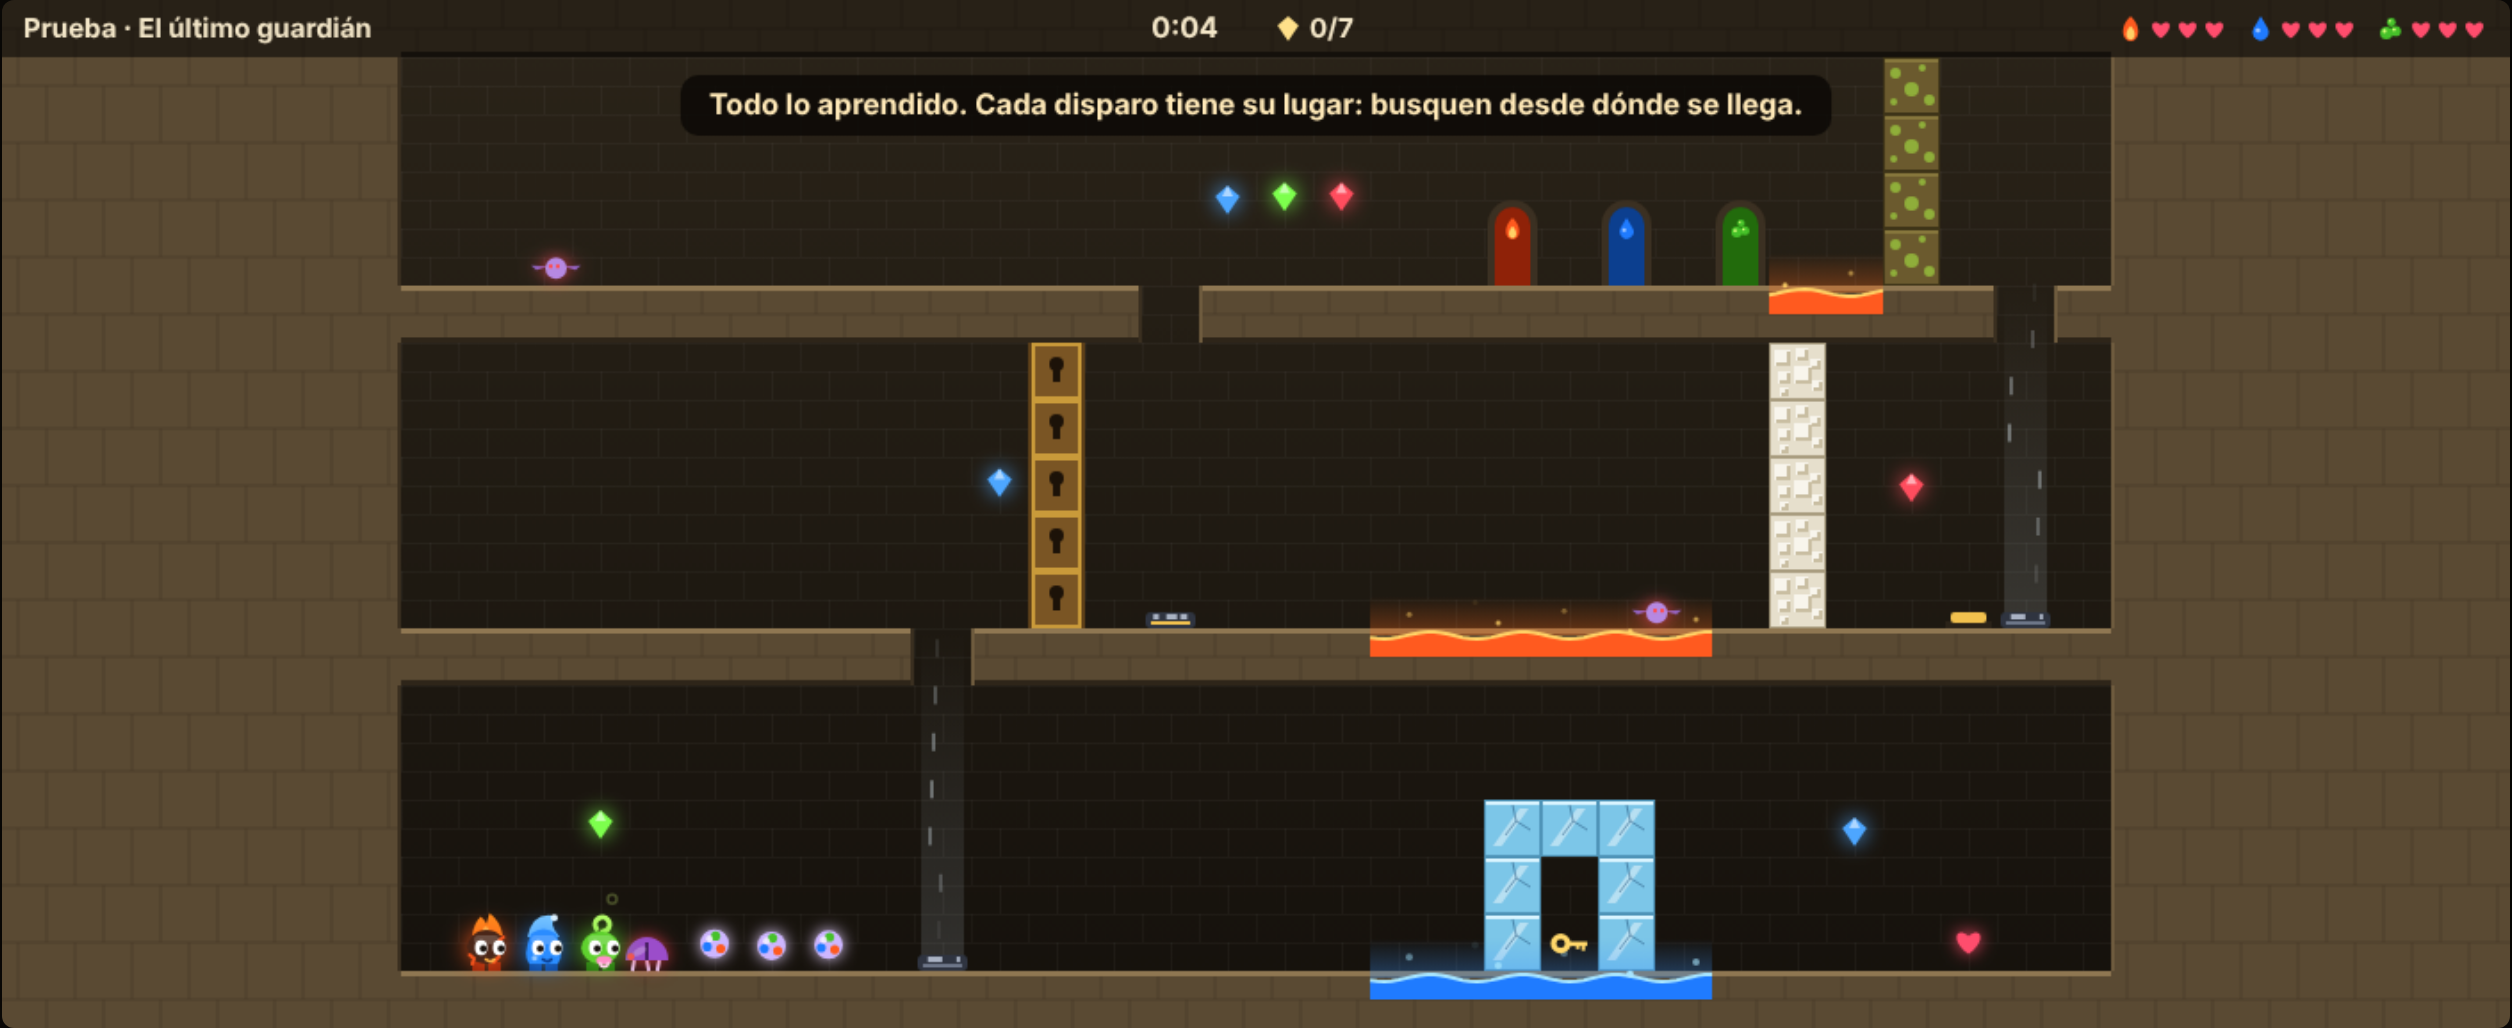 Prueba · El último guardián
0:04
0/7
Todo lo aprendido. Cada disparo tiene su lugar: busquen desde dónde se llega.